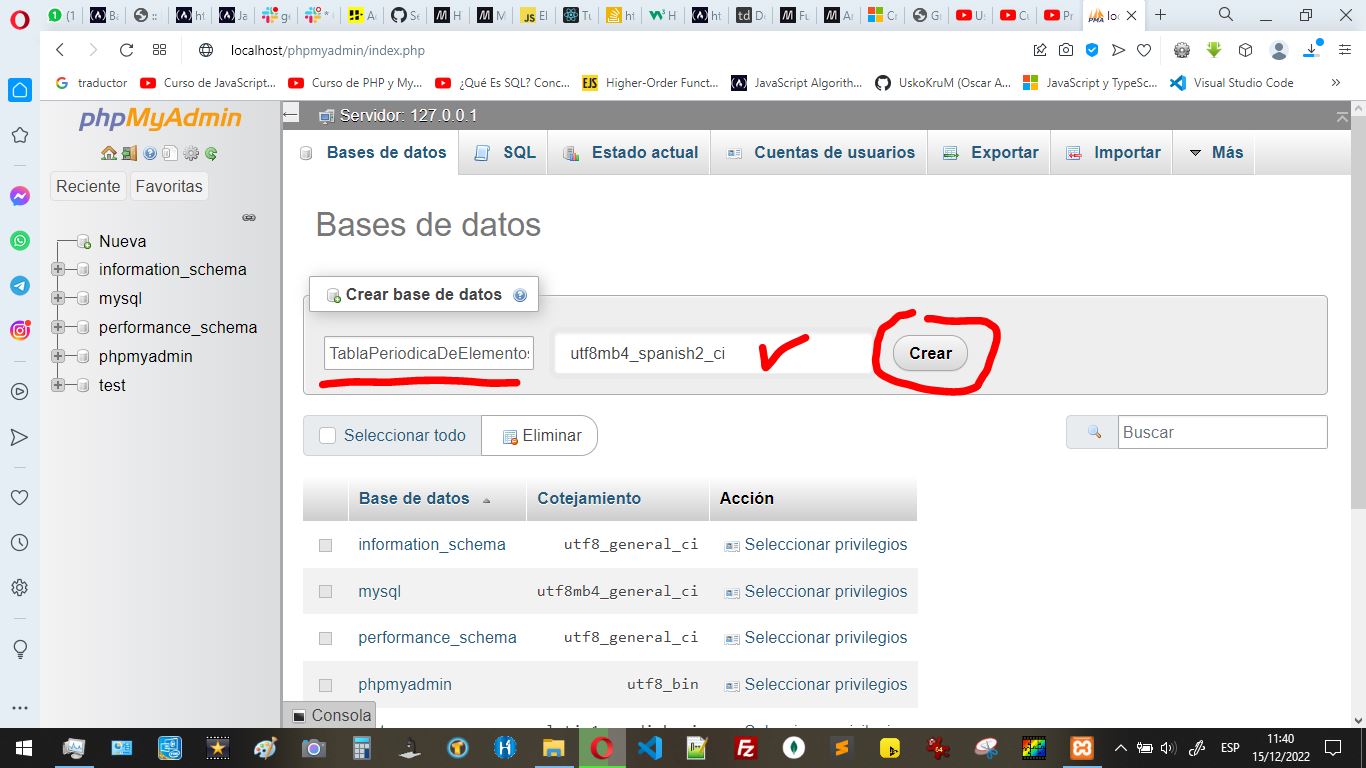 (1
localhost/phpmyadmin/index.php
traductor
Curso de JavaScript...
Curso de PHP y My...
¿Qué Es SQL? Conc...
Higher-Order Funct...
JavaScript Algorith...
UskoKruM (Oscar A...
JavaScript y TypeSc...
Visual Studio Code
phpMyAdmin
Reciente
Favoritas
Nueva
information_schema
mysql
performance_schema
phpmyadmin
test
Servidor: 127.0.0.1
Bases de datos
SQL
Estado actual
Cuentas de usuarios
Exportar
Importar
Más
Bases de datos
Crear base de datos
TablaPeriodicaDeElementos
utf8mb4_spanish2_ci
Crear
Seleccionar todo
Eliminar
Buscar
Base de datos
Cotejamiento
Acción
information_schema
utf8_general_ci
Seleccionar privilegios
mysql
utf8mb4_general_ci
Seleccionar privilegios
performance_schema
utf8_general_ci
Seleccionar privilegios
phpmyadmin
utf8_bin
Seleccionar privilegios
Consola
ESP
11:40
15/12/2022